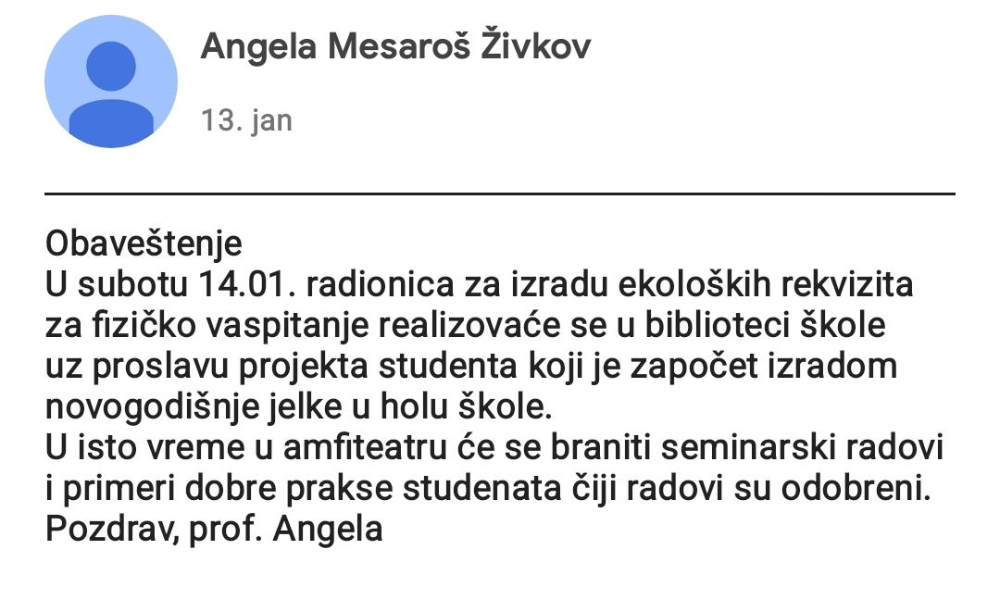 Angela Mesaroš Živkov
13. jan
Obaveštenje
U subotu 14.01. radionica za izradu ekoloških rekvizita
za fizičko vaspitanje realizovaće se u biblioteci škole
uz proslavu projekta studenta koji je započet izradom
novogodišnje jelke u holu škole.
U isto vreme u amfiteatru će se braniti seminarski radovi
i primeri dobre prakse studenata čiji radovi su odobreni.
Pozdrav, prof. Angela